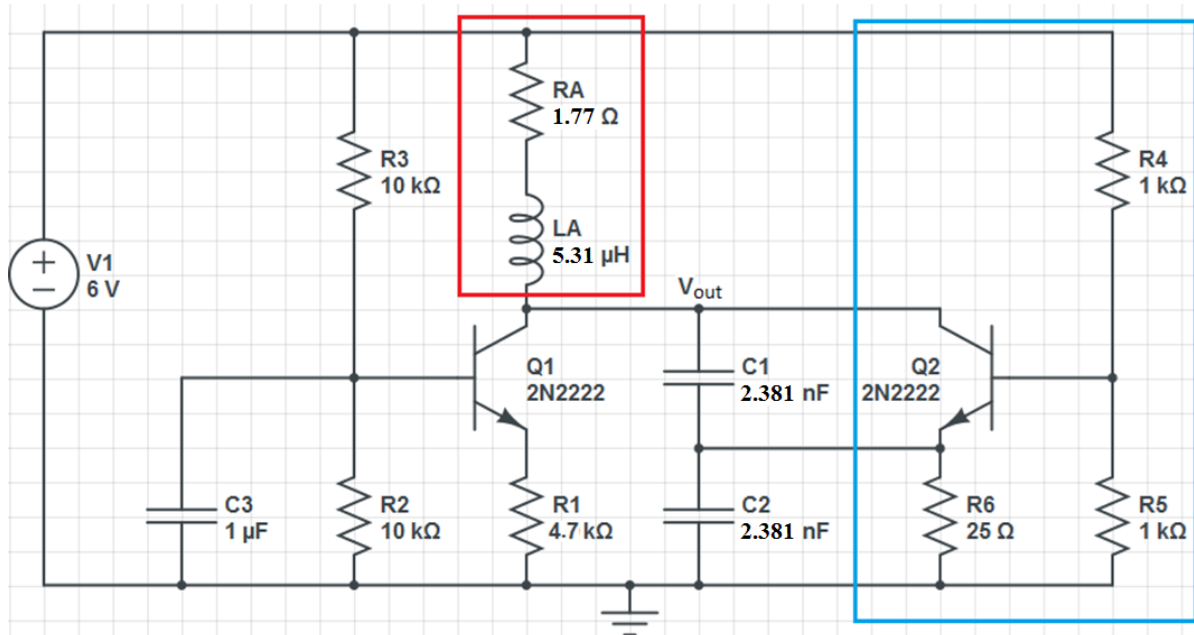 RA
1.77 Ω
R3
10 kΩ
R4
1 kΩ
LA
5.31 µH
V1
6 V
Vout
Q1
2N2222
C1
2.381 nF
Q2
2N2222
C3
1 µF
R2
10 kΩ
R1
4.7 kΩ
C2
2.381 nF
R6
25 Ω
R5
1 kΩ